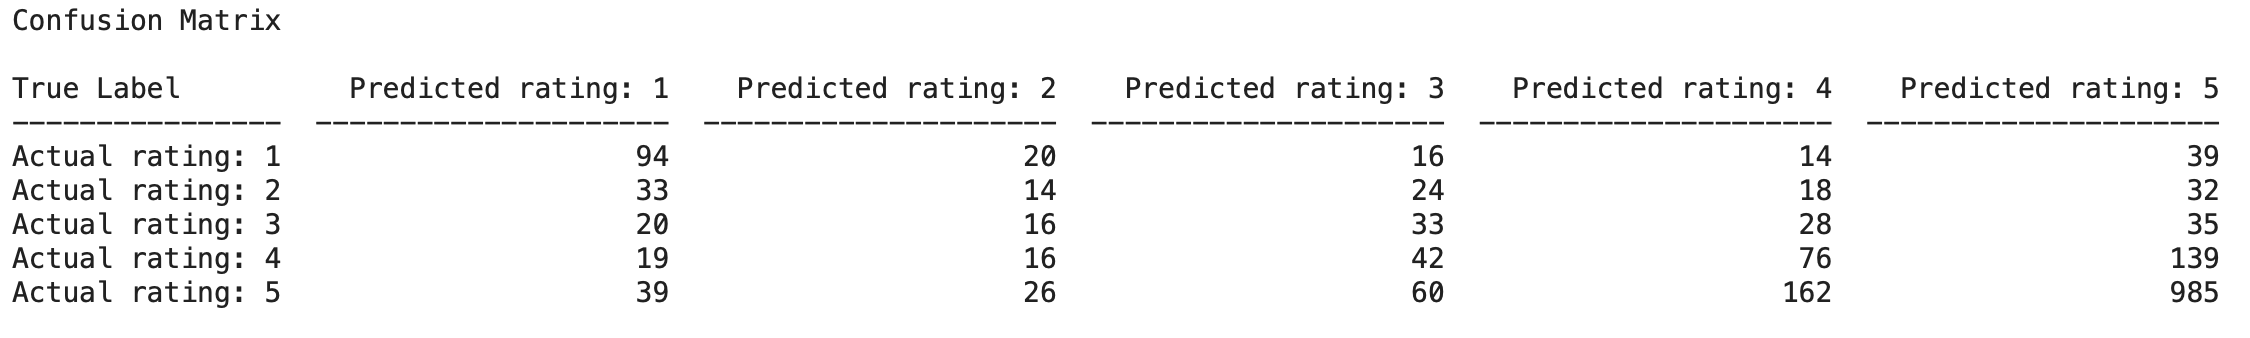 Confusion Matrix
True Label Predicted rating: 1 Predicted rating: 2 Predicted rating: 3 Predicted rating: 4 Predicted rating: 5
---------------- --------------------- --------------------- --------------------- --------------------- ---------------------
Actual rating: 1 94 20 16 14 39
Actual rating: 2 33 14 24 18 32
Actual rating: 3 20 16 33 28 35
Actual rating: 4 19 16 42 76 139
Actual rating: 5 39 26 60 162 985